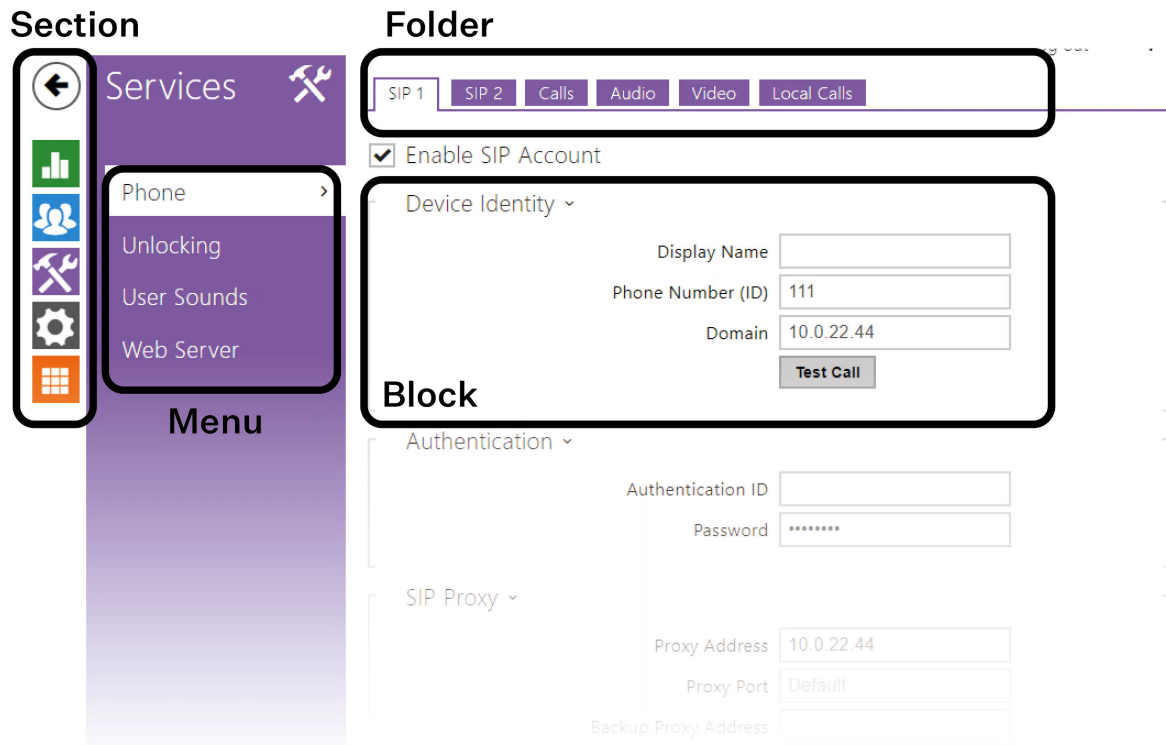 Section
Folder
Services
SIP 1
SIP 2
Calls
Audio
Video
Local Calls
Enable SIP Account
Phone
Unlocking
User Sounds
Web Server
Menu
Device Identity
Display Name
Phone Number (ID) 111
Domain 10.0.22.44
Test Call
Block
Authentication
Authentication ID
Password ••••••••
SIP Proxy
Proxy Address 10.0.22.44
Proxy Port Default
Backup Proxy Address